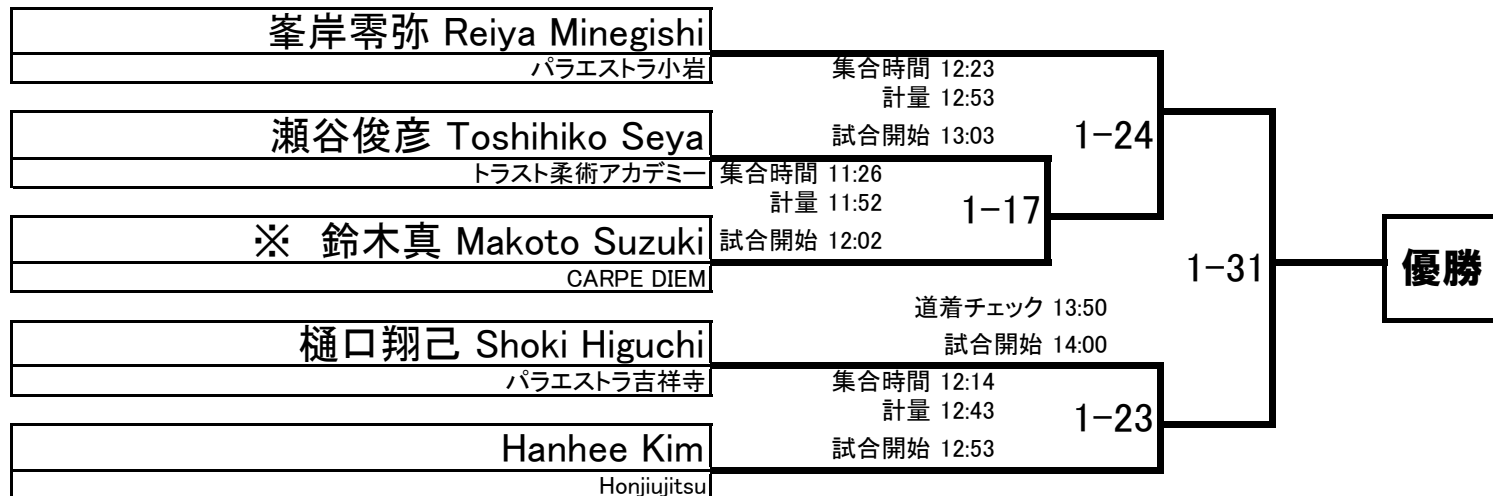 峯岸零弥 Reiya Minegishi
パラエストラ小岩
集合時間 12:23
計量 12:53
試合開始 13:03
1-24
瀬谷俊彦 Toshihiko Seya
トラスト柔術アカデミー
集合時間 11:26
計量 11:52
試合開始 12:02
1-17
※ 鈴木真 Makoto Suzuki
CARPE DIEM
1-31
優勝
道着チェック 13:50
試合開始 14:00
樋口翔己 Shoki Higuchi
パラエストラ吉祥寺
集合時間 12:14
計量 12:43
試合開始 12:53
1-23
Hanhee Kim
Honjiujitsu